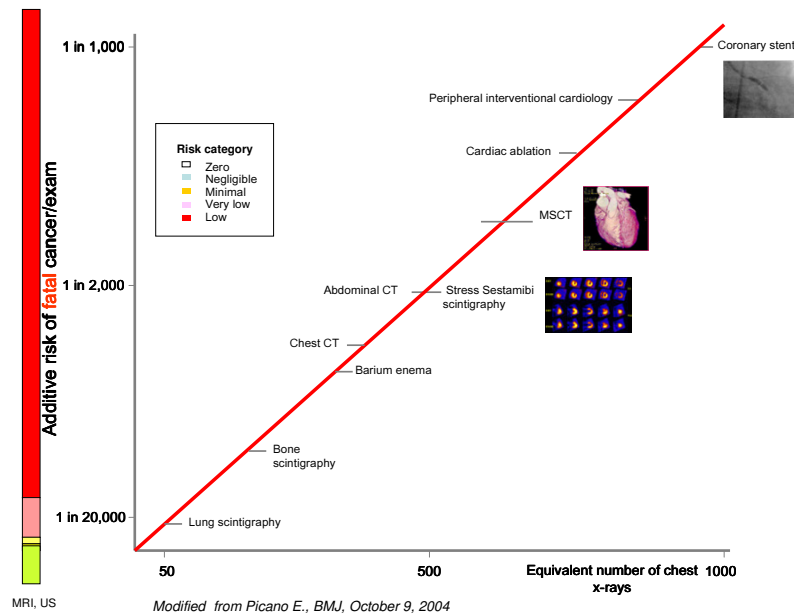 1 in 1,000
Coronary stent
Peripheral interventional cardiology
Risk category
Zero
Negligible
Minimal
Very low
Low
Cardiac ablation
MSCT
Additive risk of fatal cancer/exam
1 in 2,000
Abdominal CT
Stress Sestamibi
scintigraphy
Chest CT
Barium enema
Bone
scintigraphy
1 in 20,000
Lung scintigraphy
50
500
Equivalent number of chest
x-rays
1000
MRI, US
Modified from Picano E., BMJ, October 9, 2004